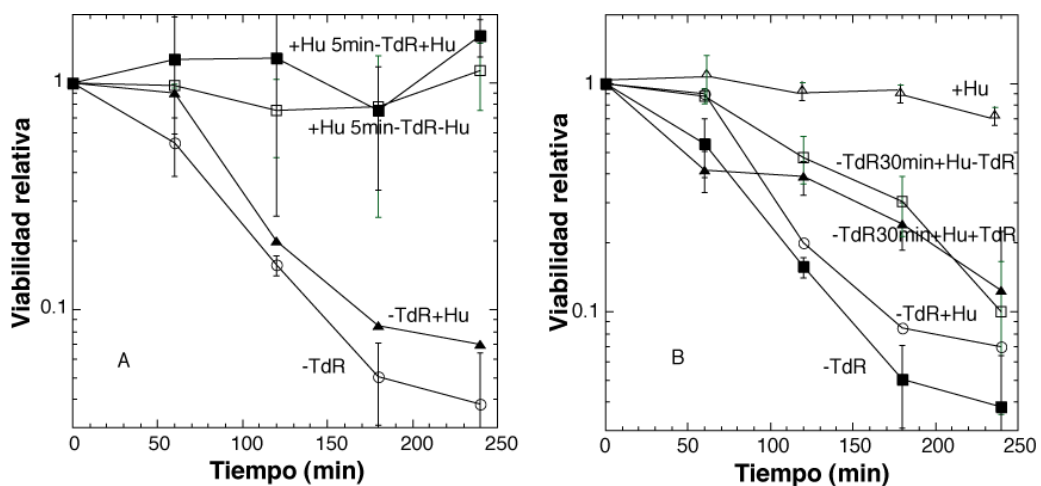 Viabilidad relativa
1
0.1
+Hu 5min-TdR+Hu
+Hu 5min-TdR-Hu
-TdR+Hu
-TdR
A
0 50 100 150 200 250
Tiempo (min)
Viabilidad relativa
1
0.1
+Hu
-TdR30min+Hu-TdR
-TdR30min+Hu+TdR
-TdR+Hu
-TdR
B
0 50 100 150 200 250
Tiempo (min)